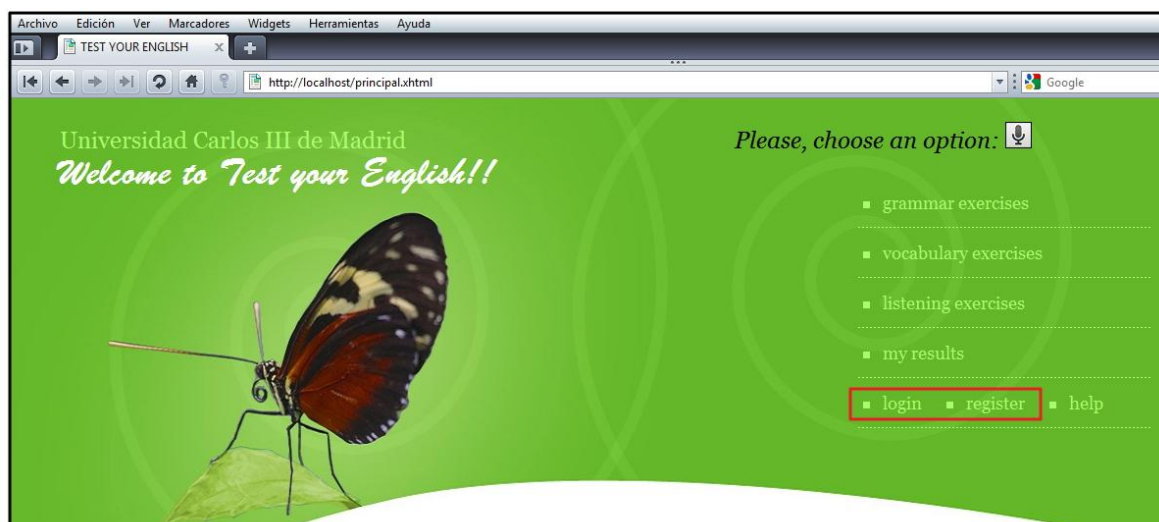 Archivo Edición Ver Marcadores Widgets Herramientas Ayuda
TEST YOUR ENGLISH
http://localhost/principal.xhtml
Google
Universidad Carlos III de Madrid
Welcome to Test your English!!
Please, choose an option:
grammar exercises
vocabulary exercises
listening exercises
my results
login register help